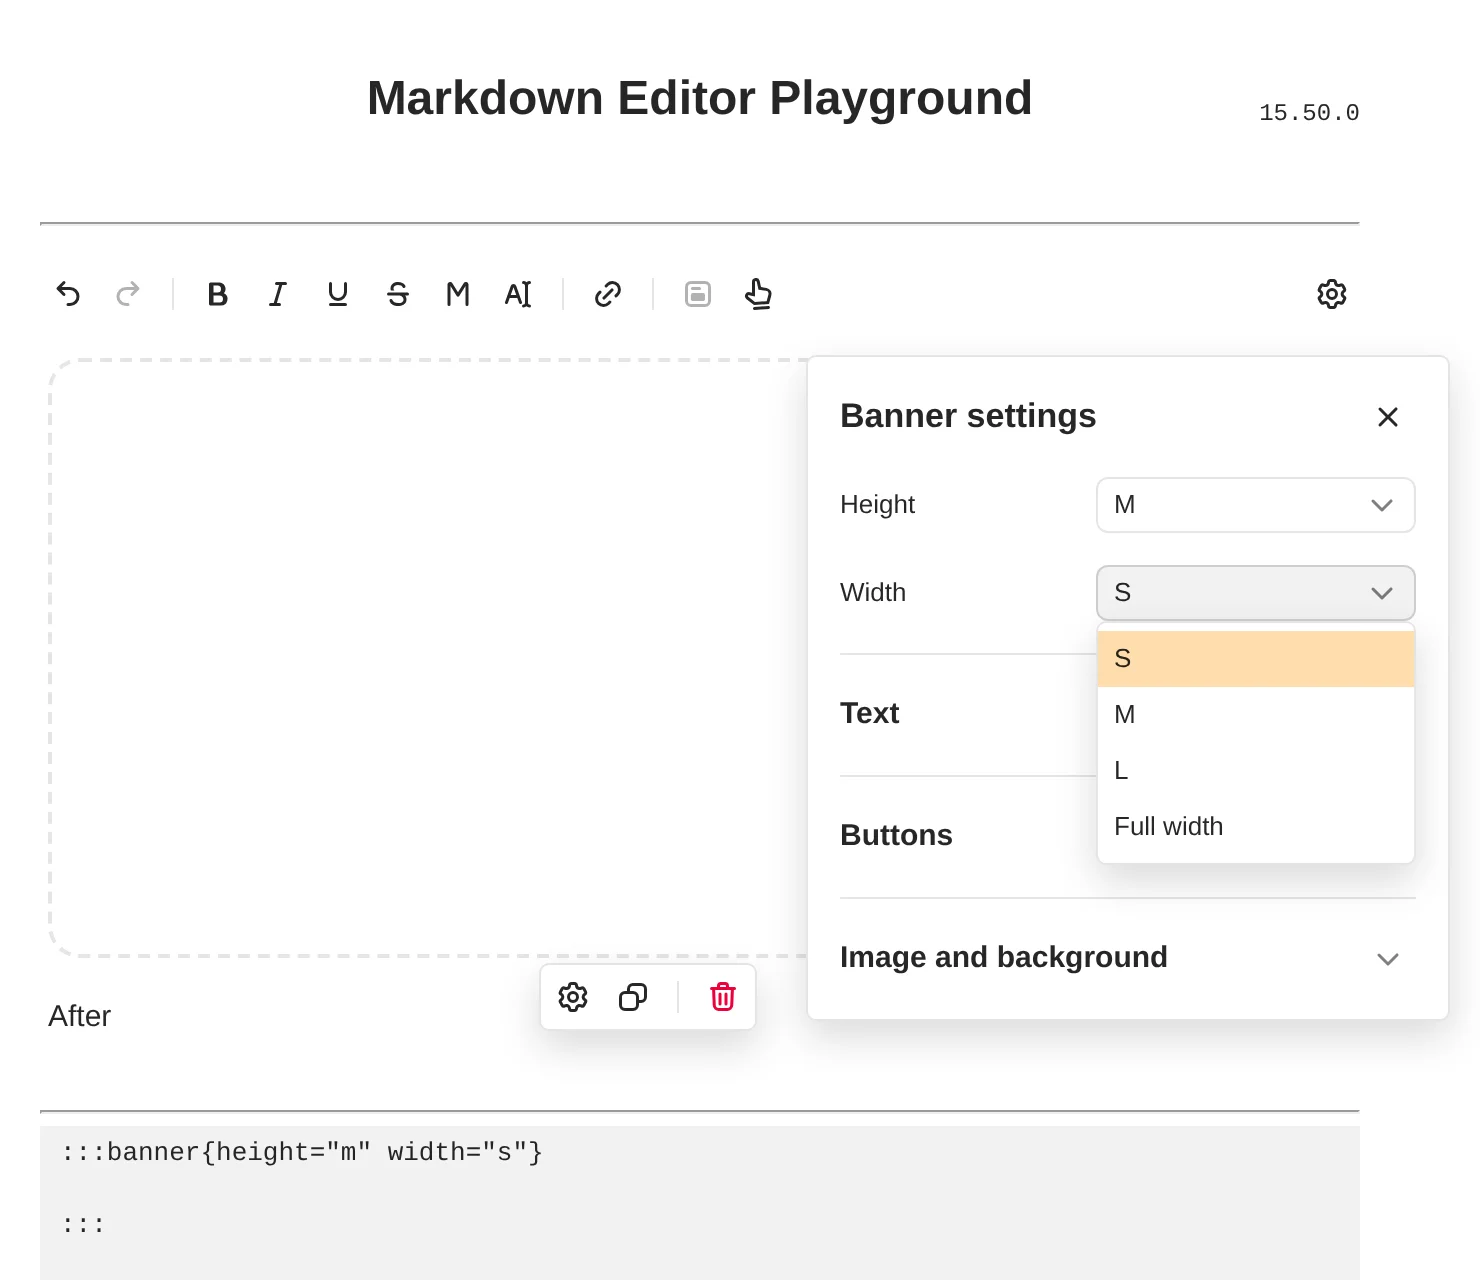 Markdown Editor Playground
15.50.0
Banner settings
Height
M
Width
S
S
M
L
Full width
Text
Buttons
Image and background
After
:::banner{height="m" width="s"}
:::